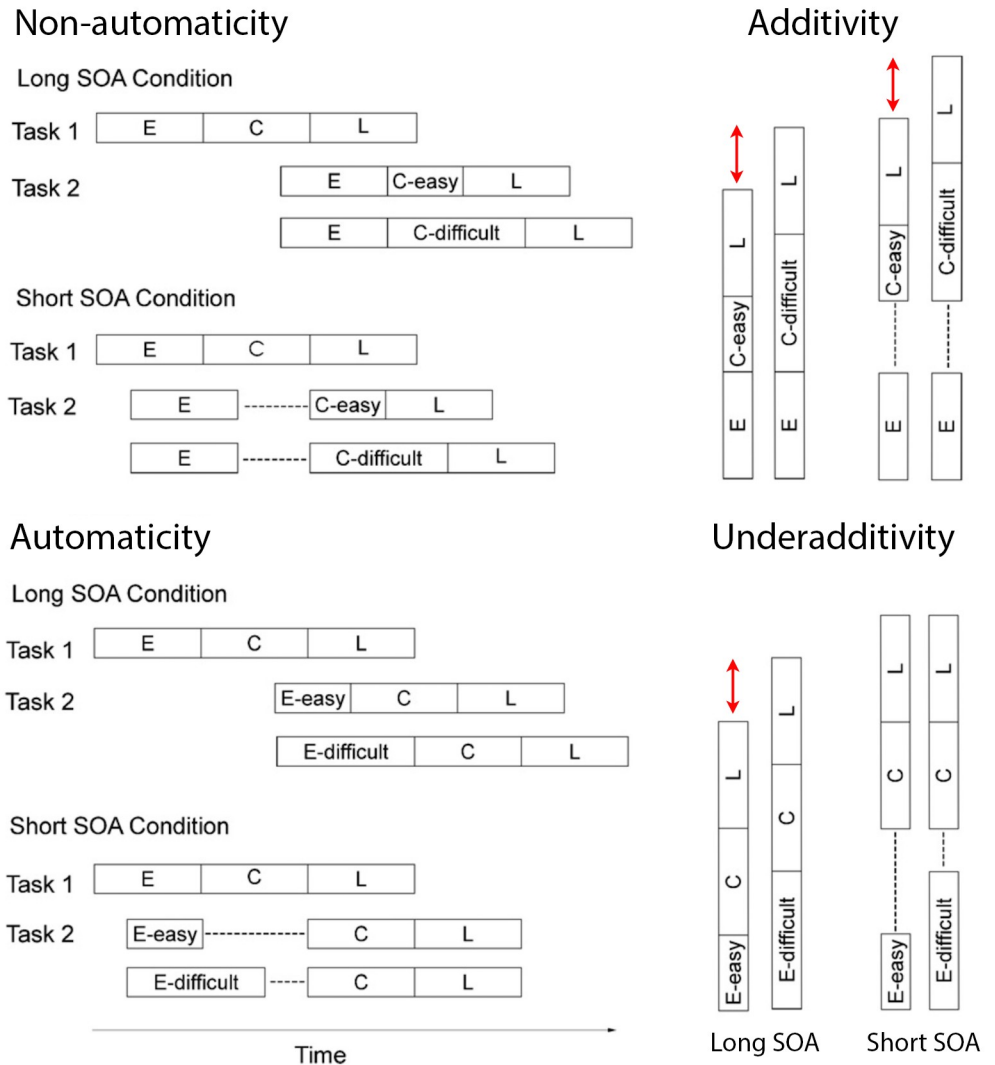 Non-automaticity
Long SOA Condition
Task 1
E C L
Task 2
E C-easy L
E C-difficult L
Short SOA Condition
Task 1
E C L
Task 2
E C-easy L
E C-difficult L
Additivity
L
C-easy
E
L
C-difficult
E
L
C-easy
E
L
C-difficult
E
Automaticity
Long SOA Condition
Task 1
E C L
Task 2
E-easy C L
E-difficult C L
Short SOA Condition
Task 1
E C L
Task 2
E-easy C L
E-difficult C L
Time
Underadditivity
L
C
E-easy
L
C
E-difficult
L
C
E-easy
L
C
E-difficult
Long SOA Short SOA